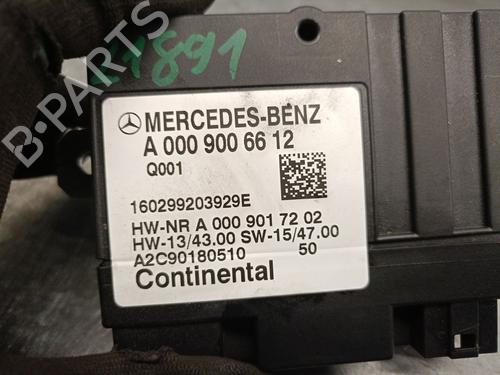 21891
B-PARTS
MERCEDES-BENZ
A 000 900 66 12
Q001
160299203929E
HW-NR A 000 901 72 02
HW-13/43.00 SW-15/47.00
A2C90180510 50
Continental